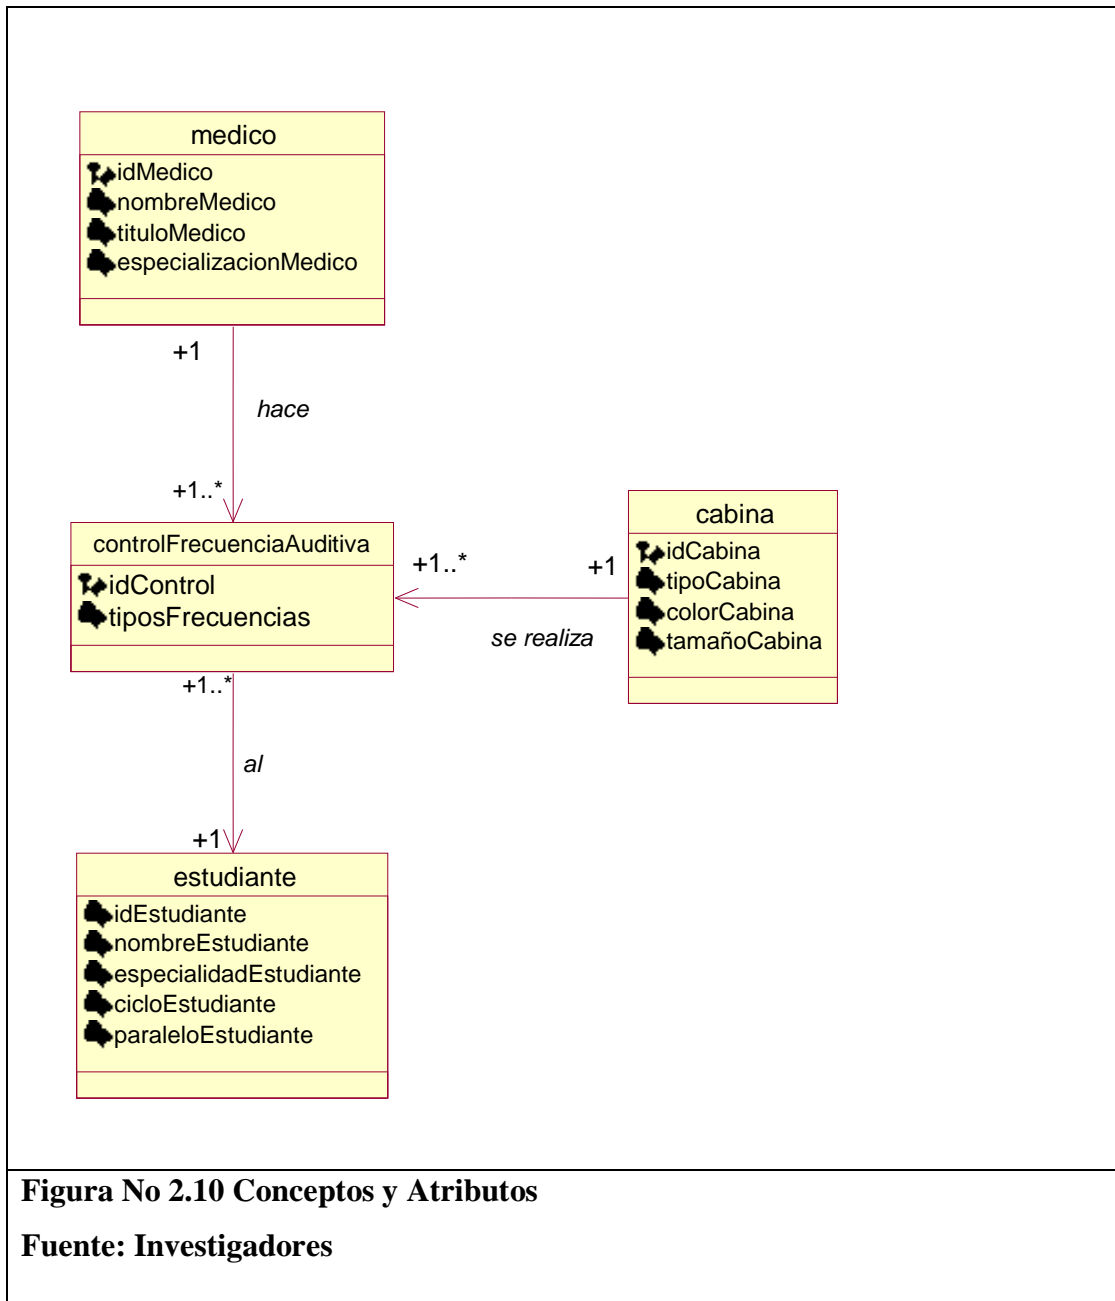 medico
idMedico
nombreMedico
tituloMedico
especializacionMedico
+1
hace
+1..*
controlFrecuenciaAuditiva
idControl
tiposFrecuencias
+1..*
+1
se realiza
cabina
idCabina
tipoCabina
colorCabina
tamañoCabina
+1..*
al
+1
estudiante
idEstudiante
nombreEstudiante
especialidadEstudiante
cicloEstudiante
paraleloEstudiante
Figura No 2.10 Conceptos y Atributos
Fuente: Investigadores